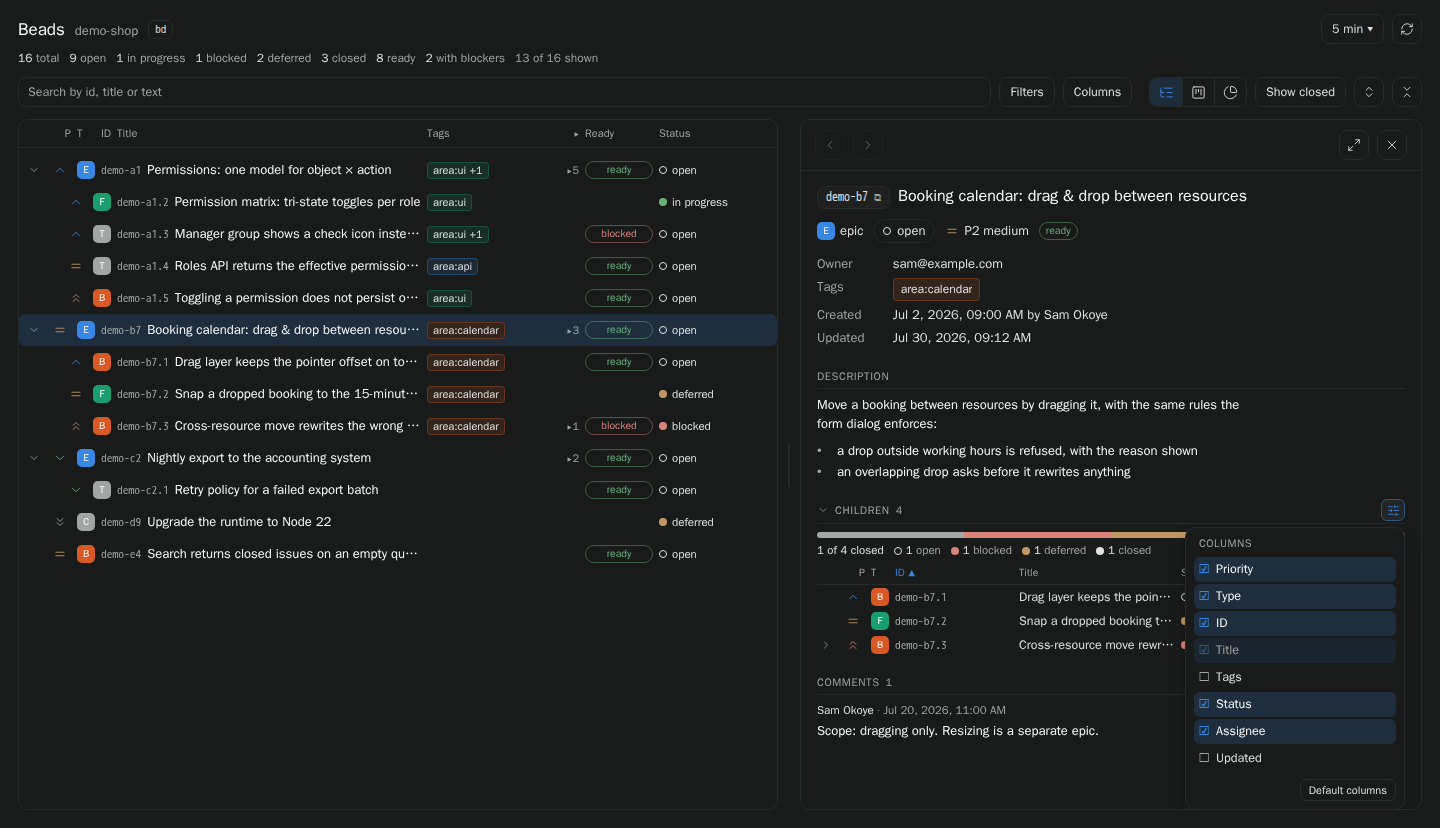 Beads demo-shop bd 5 min ▾
16 total 9 open 1 in progress 1 blocked 2 deferred 3 closed 8 ready 2 with blockers 13 of 16 shown
Search by id, title or text Filters Columns Show closed
P T ID Title Tags ▸ Ready Status
E demo-a1 Permissions: one model for object × action area:ui +1 ▸5 ready open
F demo-a1.2 Permission matrix: tri-state toggles per role area:ui in progress
T demo-a1.3 Manager group shows a check icon inste··· area:ui +1 blocked open
T demo-a1.4 Roles API returns the effective permissio··· area:api ready open
B demo-a1.5 Toggling a permission does not persist o··· area:ui ready open
E demo-b7 Booking calendar: drag & drop between resou··· area:calendar ▸3 ready open
B demo-b7.1 Drag layer keeps the pointer offset on to··· area:calendar ready open
F demo-b7.2 Snap a dropped booking to the 15-minut··· area:calendar deferred
B demo-b7.3 Cross-resource move rewrites the wrong ··· area:calendar ▸1 blocked blocked
E demo-c2 Nightly export to the accounting system ▸2 ready open
T demo-c2.1 Retry policy for a failed export batch ready open
C demo-d9 Upgrade the runtime to Node 22 deferred
B demo-e4 Search returns closed issues on an empty qu··· ready open
demo-b7 Booking calendar: drag & drop between resources
E epic open P2 medium ready
Owner sam@example.com
Tags area:calendar
Created Jul 2, 2026, 09:00 AM by Sam Okoye
Updated Jul 30, 2026, 09:12 AM
DESCRIPTION
Move a booking between resources by dragging it, with the same rules the
form dialog enforces:
• a drop outside working hours is refused, with the reason shown
• an overlapping drop asks before it rewrites anything
CHILDREN 4
1 of 4 closed 1 open 1 blocked 1 deferred 1 closed
P T ID ▲ Title
B demo-b7.1 Drag layer keeps the poin···
F demo-b7.2 Snap a dropped booking t···
B demo-b7.3 Cross-resource move rewr···
COMMENTS 1
Sam Okoye · Jul 20, 2026, 11:00 AM
Scope: dragging only. Resizing is a separate epic.
COLUMNS
Priority
Type
ID
Title
Tags
Status
Assignee
Updated
Default columns